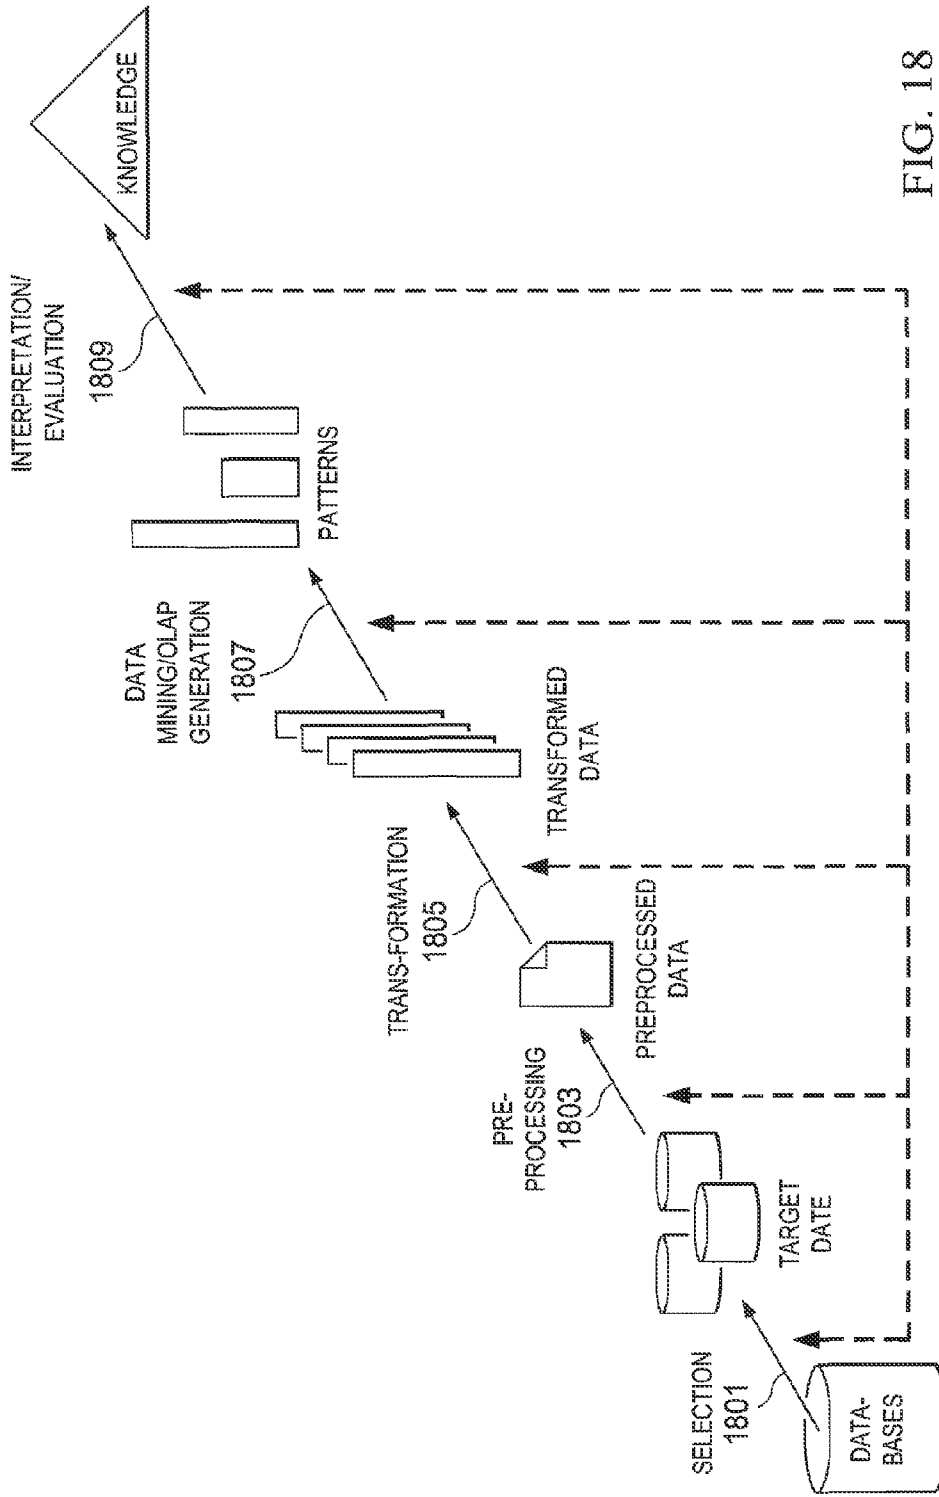 SELECTION
1801
DATA-
BASES
TARGET
DATE
PRE-
PROCESSING
1803
PREPROCESSED
DATA
TRANS-FORMATION
1805
TRANSFORMED
DATA
DATA
MINING/OLAP
GENERATION
1807
PATTERNS
INTERPRETATION/
EVALUATION
1809
KNOWLEDGE
FIG. 18